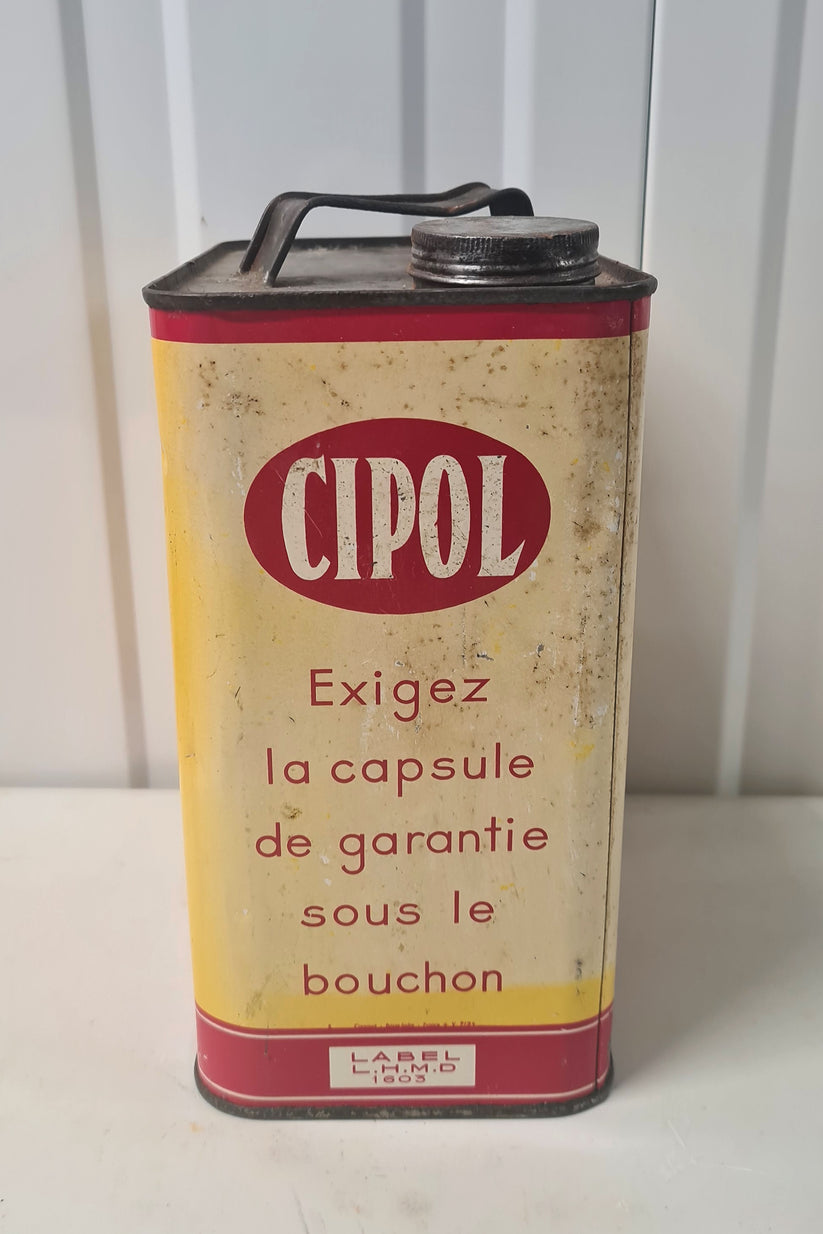 CIPOL
Exigez
la capsule
de garantie
sous le
bouchon
LABEL
L.H.M.D
1603